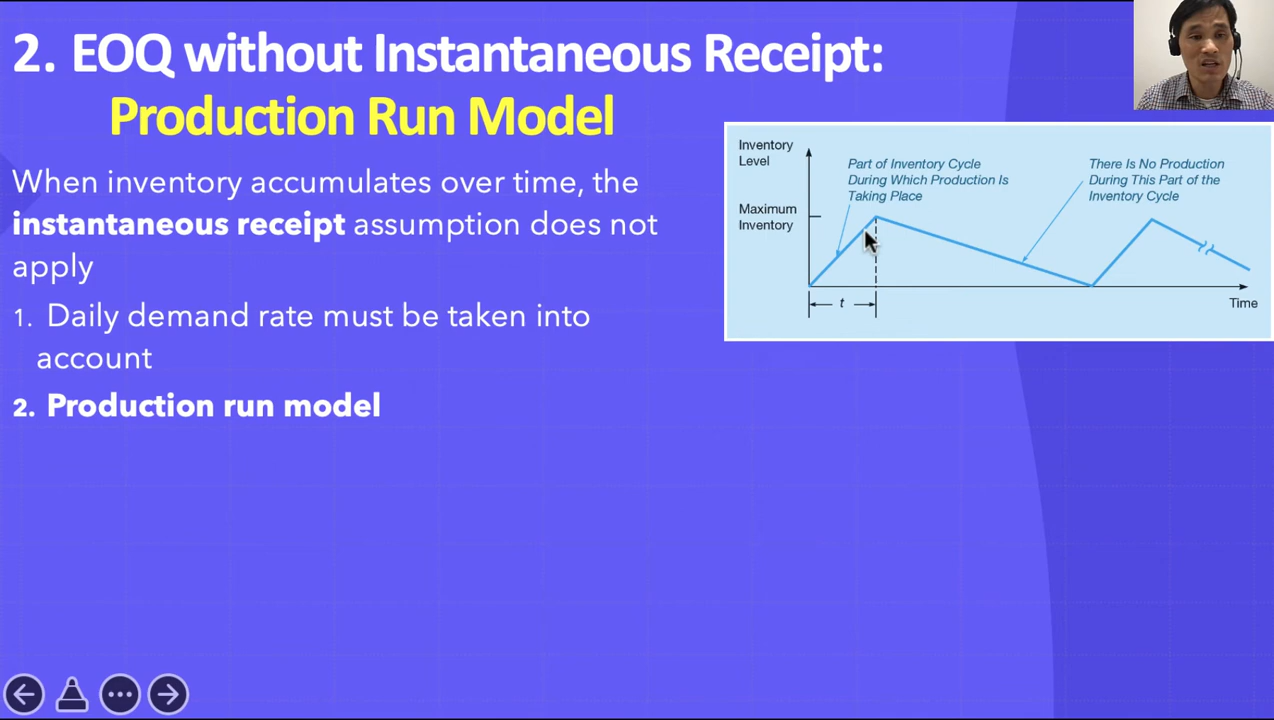 2. EOQ without Instantaneous Receipt:
Production Run Model
When inventory accumulates over time, the
instantaneous receipt assumption does not
apply
1. Daily demand rate must be taken into
account
2. Production run model
Inventory
Level
Part of Inventory Cycle
During Which Production Is
Taking Place
There Is No Production
During This Part of the
Inventory Cycle
Maximum
Inventory
t
Time